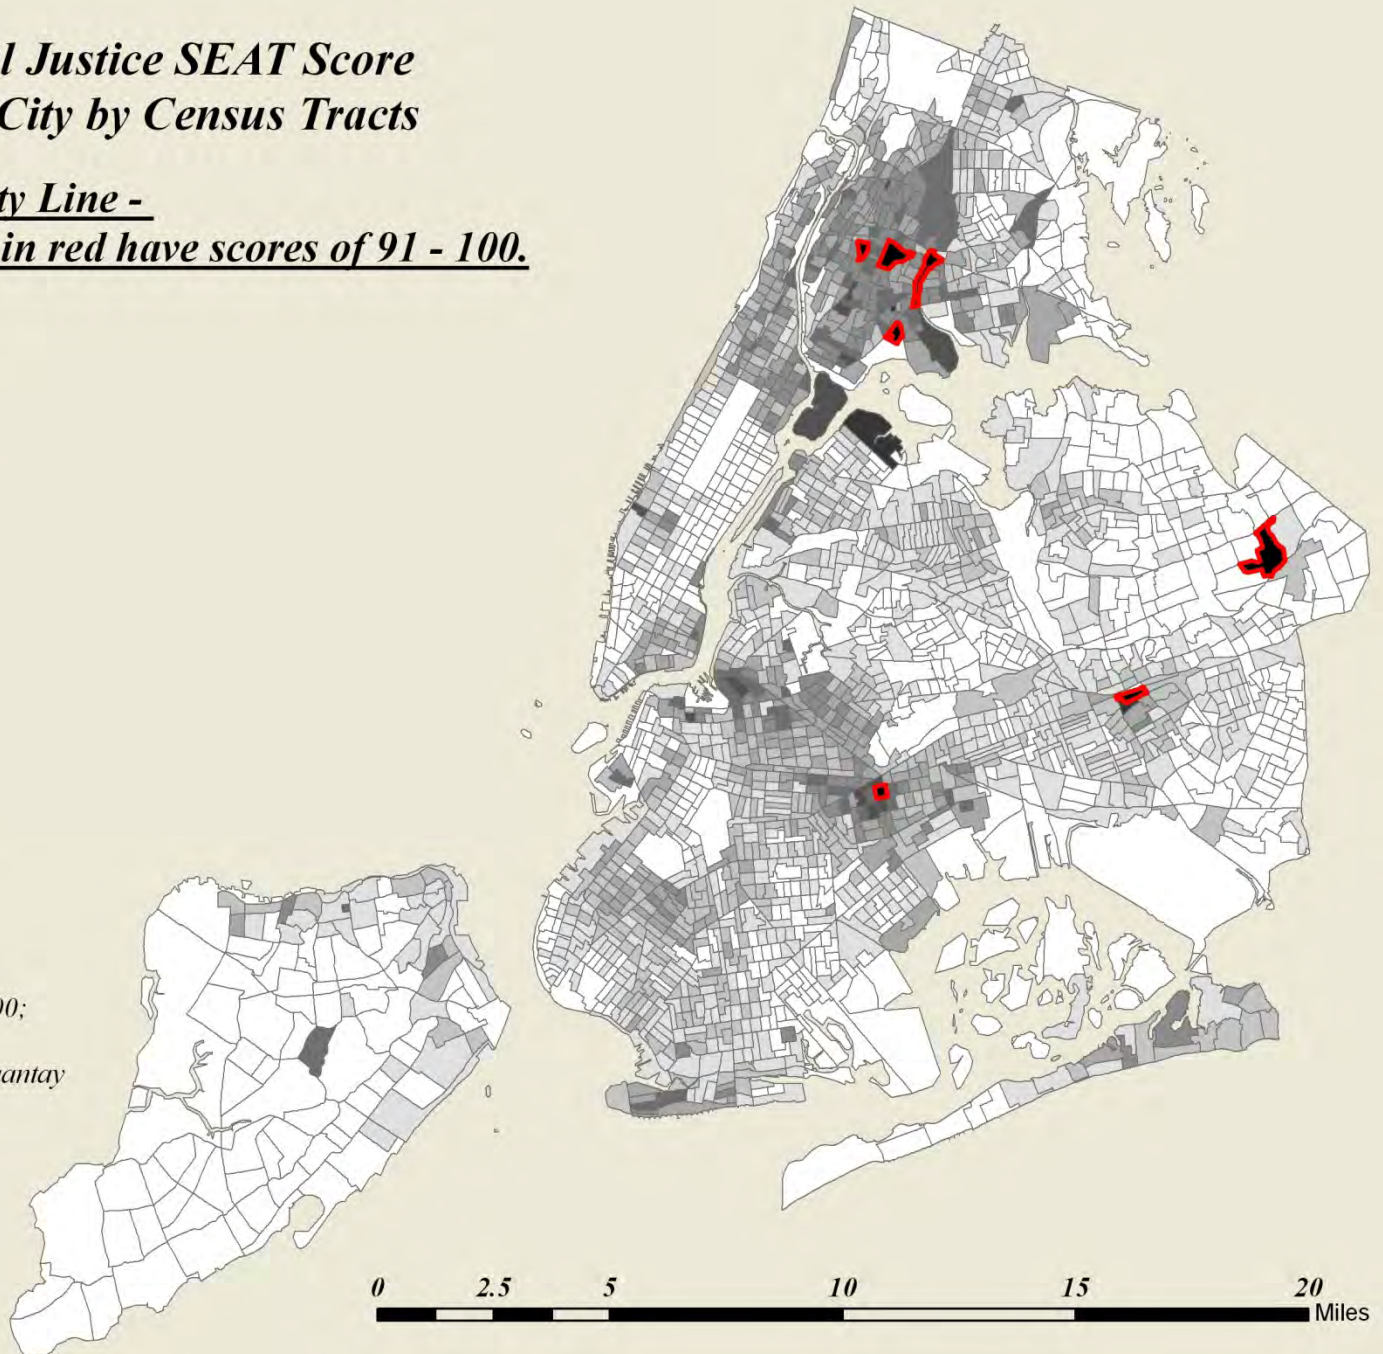 l Justice SEAT Score
City by Census Tracts
ty Line -
in red have scores of 91 - 100.
00;
antay
0 2.5 5 10 15 20
Miles